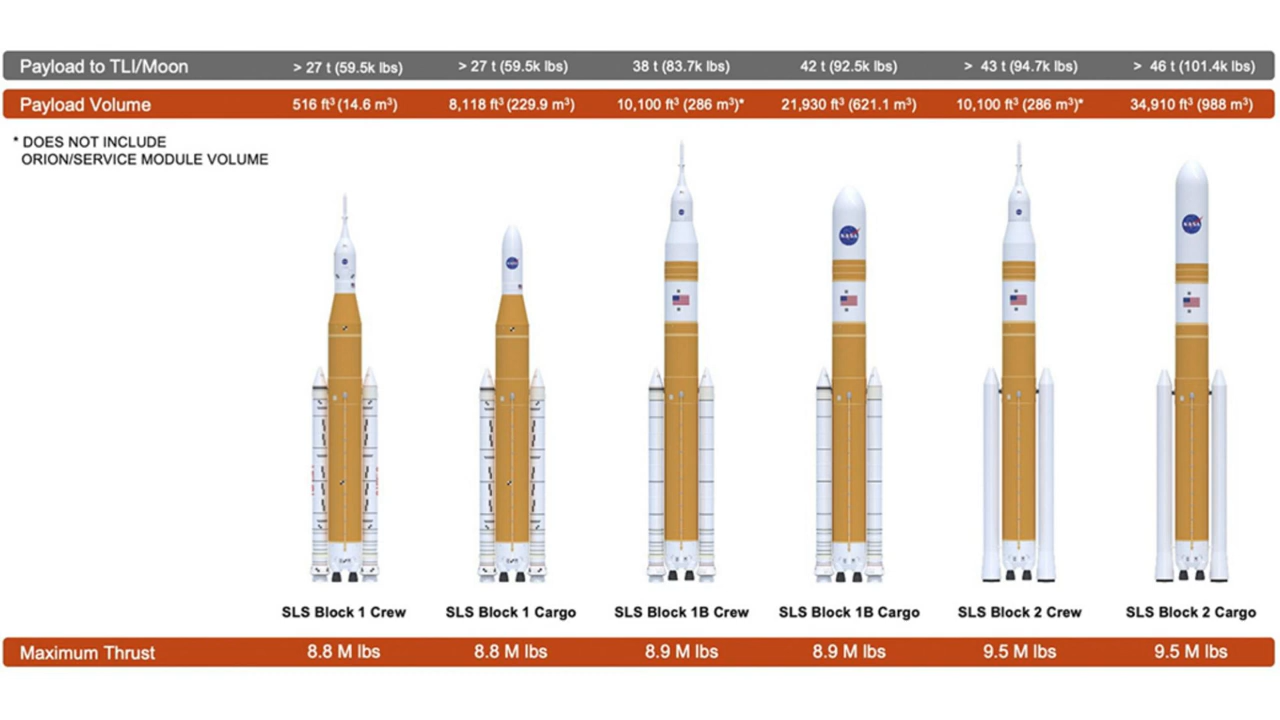 Payload to TLI/Moon > 27 t (59.5k lbs) > 27 t (59.5k lbs) 38 t (83.7k lbs) 42 t (92.5k lbs) > 43 t (94.7k lbs) > 46 t (101.4k lbs)
Payload Volume 516 ft³ (14.6 m³) 8,118 ft³ (229.9 m³) 10,100 ft³ (286 m³)* 21,930 ft³ (621.1 m³) 10,100 ft³ (286 m³)* 34,910 ft³ (988 m³)
* DOES NOT INCLUDE
ORION/SERVICE MODULE VOLUME
NASA
NASA
NASA
SLS Block 1 Crew SLS Block 1 Cargo SLS Block 1B Crew SLS Block 1B Cargo SLS Block 2 Crew SLS Block 2 Cargo
Maximum Thrust 8.8 M lbs 8.8 M lbs 8.9 M lbs 8.9 M lbs 9.5 M lbs 9.5 M lbs